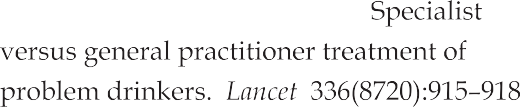 Specialist
versus general practitioner treatment of
problem drinkers. Lancet 336(8720):915–918